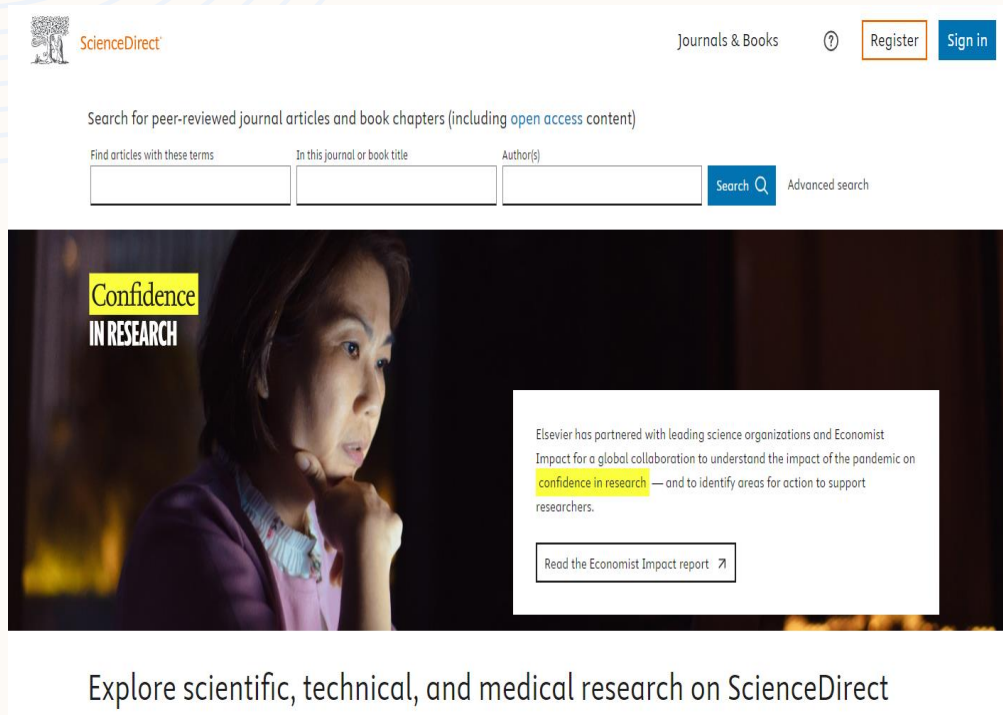 ScienceDirect
Journals & Books
?
Register
Sign in
Search for peer-reviewed journal articles and book chapters (including open access content)
Find articles with these terms
In this journal or book title
Author(s)
Search
Advanced search
Confidence
IN RESEARCH
Elsevier has partnered with leading science organizations and Economist
Impact for a global collaboration to understand the impact of the pandemic on
confidence in research — and to identify areas for action to support
researchers.
Read the Economist Impact report
Explore scientific, technical, and medical research on ScienceDirect